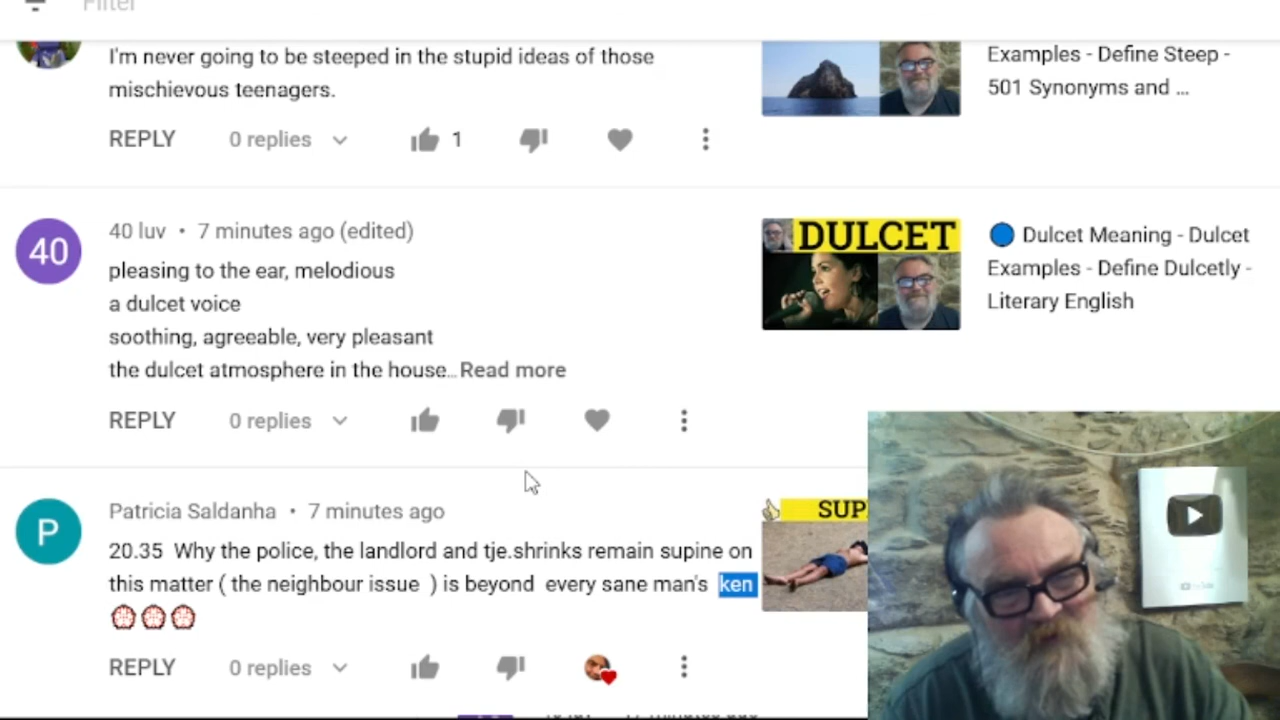 Filter
I'm never going to be steeped in the stupid ideas of those
mischievous teenagers.
REPLY 0 replies 1
Examples - Define Steep -
501 Synonyms and ...
40
40 luv • 7 minutes ago (edited)
pleasing to the ear, melodious
a dulcet voice
soothing, agreeable, very pleasant
the dulcet atmosphere in the house... Read more
REPLY 0 replies
DULCET
Dulcet Meaning - Dulcet
Examples - Define Dulcetly -
Literary English
P
Patricia Saldanha • 7 minutes ago
20.35 Why the police, the landlord and tje.shrinks remain supine on
this matter ( the neighbour issue ) is beyond every sane man's ken
REPLY 0 replies
SUP